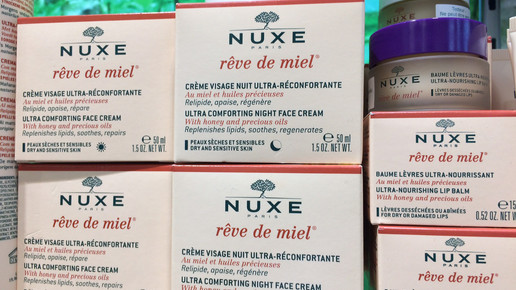 NUXE
PARIS
rêve de miel®
CRÈME VISAGE ULTRA-RÉCONFORTANTE
Au miel et huiles précieuses
Relipide, apaise, répare
ULTRA COMFORTING FACE CREAM
With honey and precious oils
Replenishes lipids, soothes, repairs
PEAUX SÈCHES ET SENSIBLES
DRY AND SENSITIVE SKIN
e 50 ml
1.5 OZ. NET WT.
NUXE
PARIS
rêve de miel®
CRÈME VISAGE NUIT ULTRA-RÉCONFORTANTE
Au miel et huiles précieuses
Relipide, apaise, régénère
ULTRA COMFORTING NIGHT FACE CREAM
With honey and precious oils
Replenishes lipids, soothes, regenerates
PEAUX SÈCHES ET SENSIBLES
DRY AND SENSITIVE SKIN
e 50 ml
1.5 OZ. NET WT.
NUXE
rêve de miel
BAUME LÈVRES ULTRA-NOURRISSANT
ULTRA-NOURISHING LIP BALM
NUXE
PARIS
rêve de miel®
BAUME LÈVRES ULTRA-NOURRISSANT
Au miel et huiles précieuses
ULTRA-NOURISHING LIP BALM
With honey and precious oils
LÈVRES DESSÉCHÉES OU ABÎMÉES
FOR DRY OR DAMAGED LIPS
e 15
0.52 OZ. NET WT.
NUXE
PARIS
rêve de miel®
CRÈME VISAGE ULTRA-RÉCONFORTANTE
Au miel et huiles précieuses
Relipide, apaise, répare
ULTRA COMFORTING FACE CREAM
With honey and precious oils
NUXE
PARIS
rêve de miel®
CRÈME VISAGE NUIT ULTRA-RÉCONFORTANTE
Au miel et huiles précieuses
Relipide, apaise, régénère
ULTRA COMFORTING NIGHT FACE CREAM
NUXE
PARIS
rêve de miel®